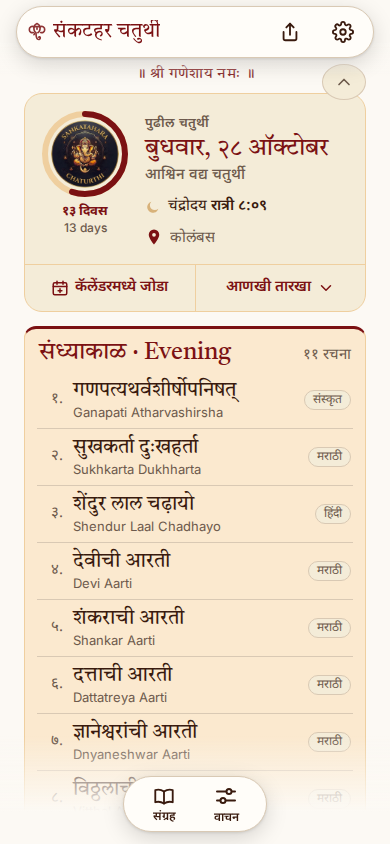 संकटहर चतुर्थी
॥ श्री गणेशाय नमः ॥
SANKATAHARA
CHATURTHI
१३ दिवस
13 days
पुढील चतुर्थी
बुधवार, २८ ऑक्टोबर
आश्विन वद्य चतुर्थी
चंद्रोदय रात्री ८:०९
कोलंबस
कॅलेंडरमध्ये जोडा
आणखी तारखा
संध्याकाळ · Evening
११ रचना
१. गणपत्यथर्वशीर्षोपनिषत् संस्कृत
Ganapati Atharvashirsha
२. सुखकर्ता दुःखहर्ता मराठी
Sukhkarta Dukhharta
३. शेंदुर लाल चढ़ायो हिंदी
Shendur Laal Chadhayo
४. देवीची आरती मराठी
Devi Aarti
५. शंकराची आरती मराठी
Shankar Aarti
६. दत्ताची आरती मराठी
Dattatreya Aarti
७. ज्ञानेश्वरांची आरती मराठी
Dnyaneshwar Aarti
८. मराठी
संग्रह
वाचन